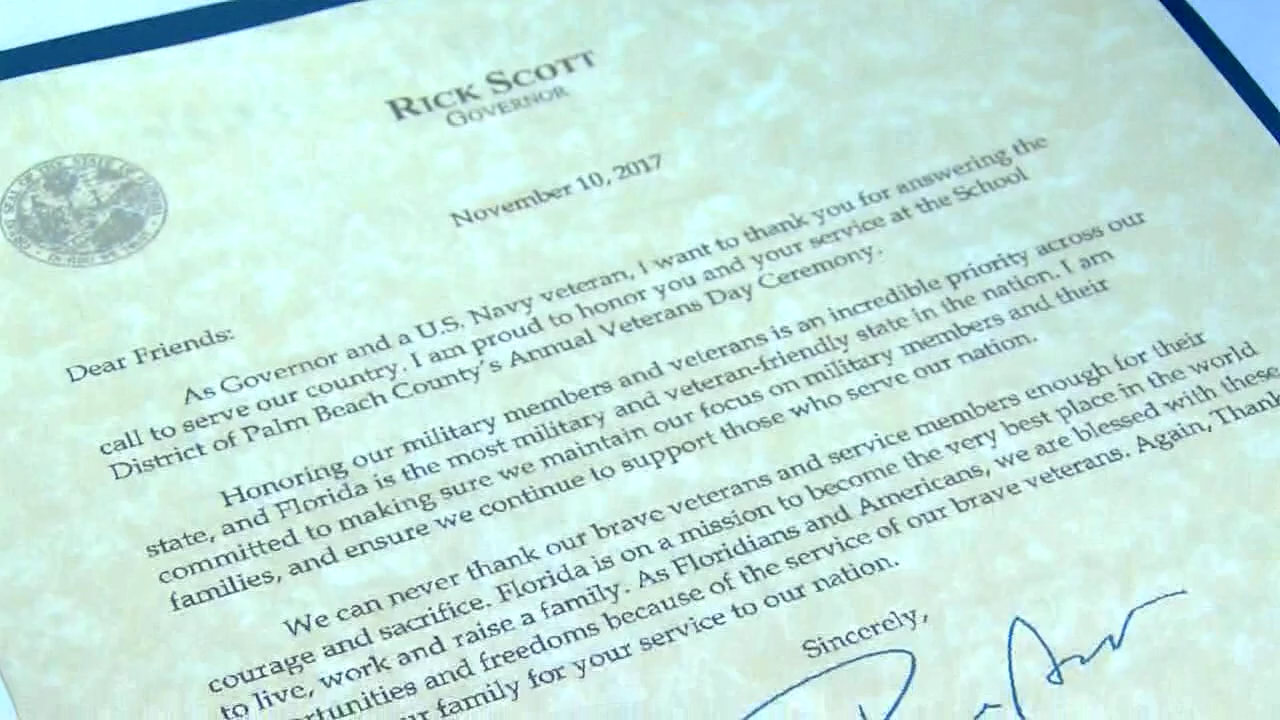 RICK SCOTT
GOVERNOR
November 10, 2017
Dear Friends:
As Governor and a U.S. Navy veteran, I want to thank you for answering the
call to serve our country. I am proud to honor you and your service at the School
District of Palm Beach County's Annual Veterans Day Ceremony.
Honoring our military members and veterans is an incredible priority across our
state, and Florida is the most military and veteran-friendly state in the nation. I am
committed to making sure we maintain our focus on military members and their
families, and ensure we continue to support those who serve our nation.
We can never thank our brave veterans and service members enough for their
courage and sacrifice. Florida is on a mission to become the very best place in the world
to live, work and raise a family. As Floridians and Americans, we are blessed with these
rtunities and freedoms because of the service of our brave veterans. Again, Thank
ur family for your service to our nation.
Sincerely,